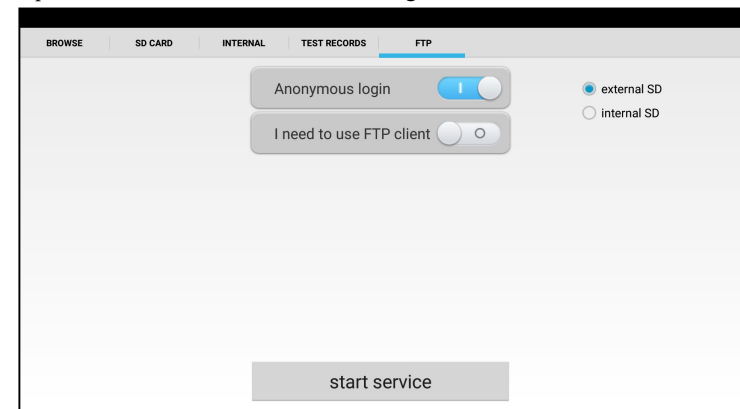 BROWSE SD CARD INTERNAL TEST RECORDS FTP
Anonymous login
external SD
internal SD
I need to use FTP client
start service